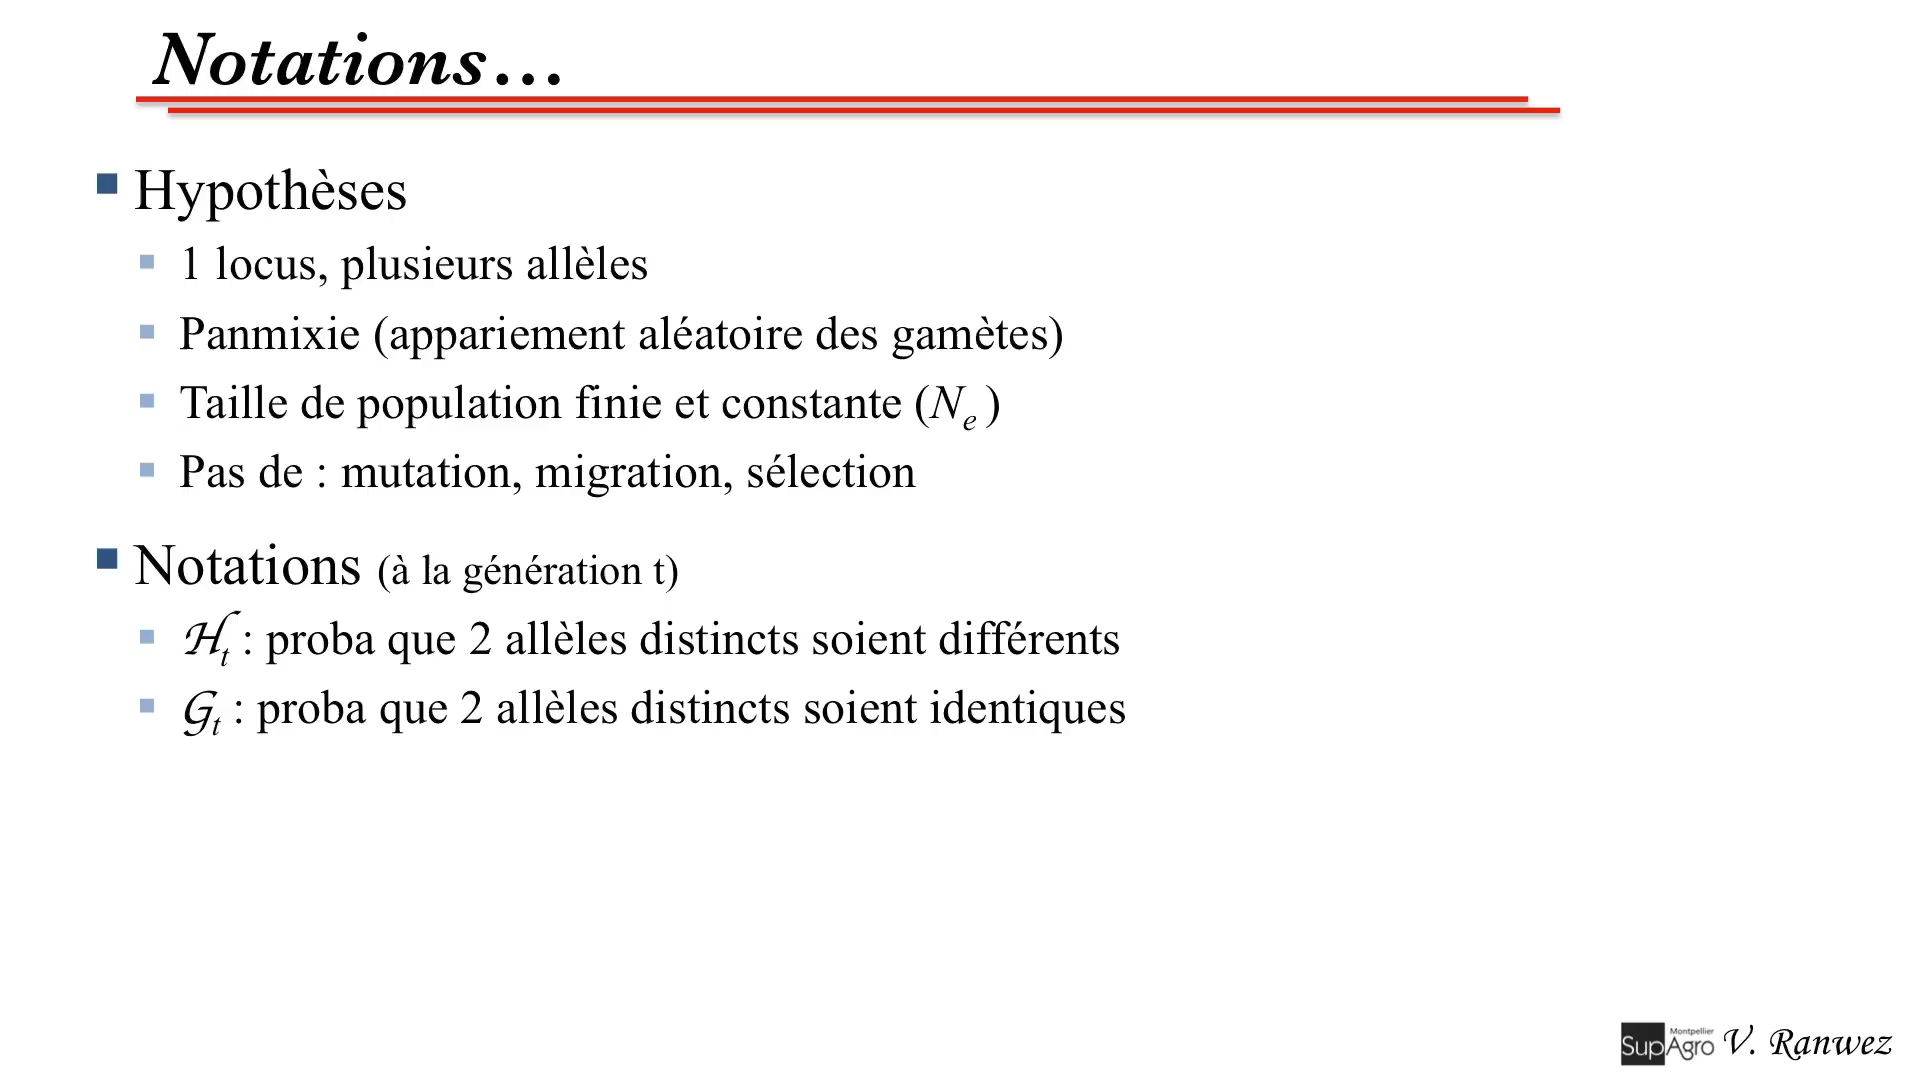 Notations…
Hypothèses
1 locus, plusieurs allèles
Panmixie (appariement aléatoire des gamètes)
Taille de population finie et constante (Ne )
Pas de : mutation, migration, sélection
Notations (à la génération t)
Ht : proba que 2 allèles distincts soient différents
Gt : proba que 2 allèles distincts soient identiques
Montpellier
SupAgro V. Ranwez